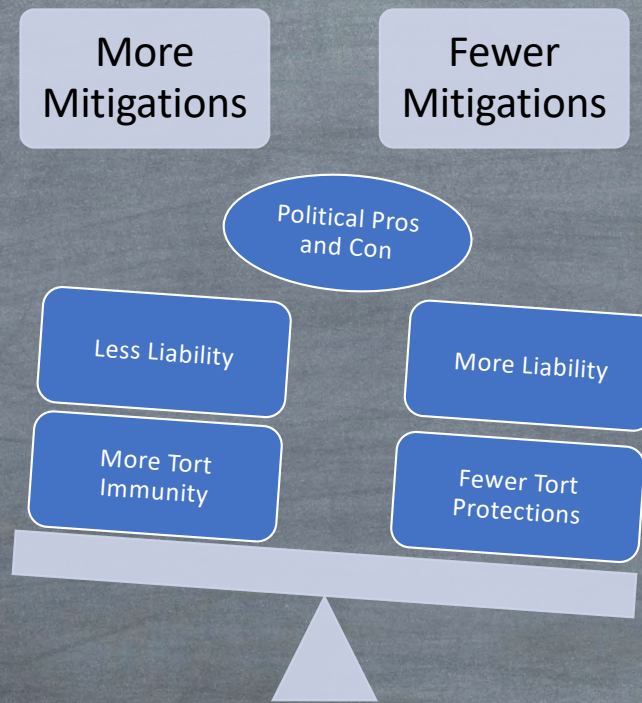 More
Mitigations
Fewer
Mitigations
Political Pros
and Con
Less Liability
More Liability
More Tort
Immunity
Fewer Tort
Protections